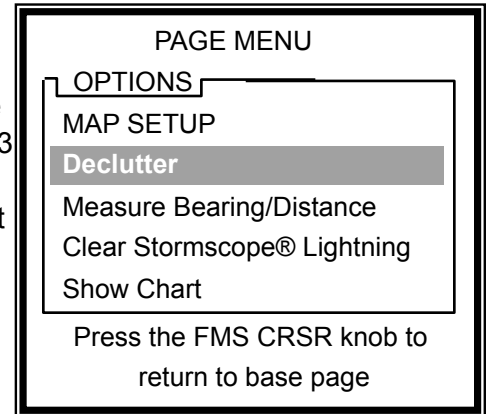 PAGE MENU
OPTIONS
MAP SETUP
3
Declutter
Measure Bearing/Distance
Clear Stormscope® Lightning
Show Chart
Press the FMS CRSR knob to
return to base page